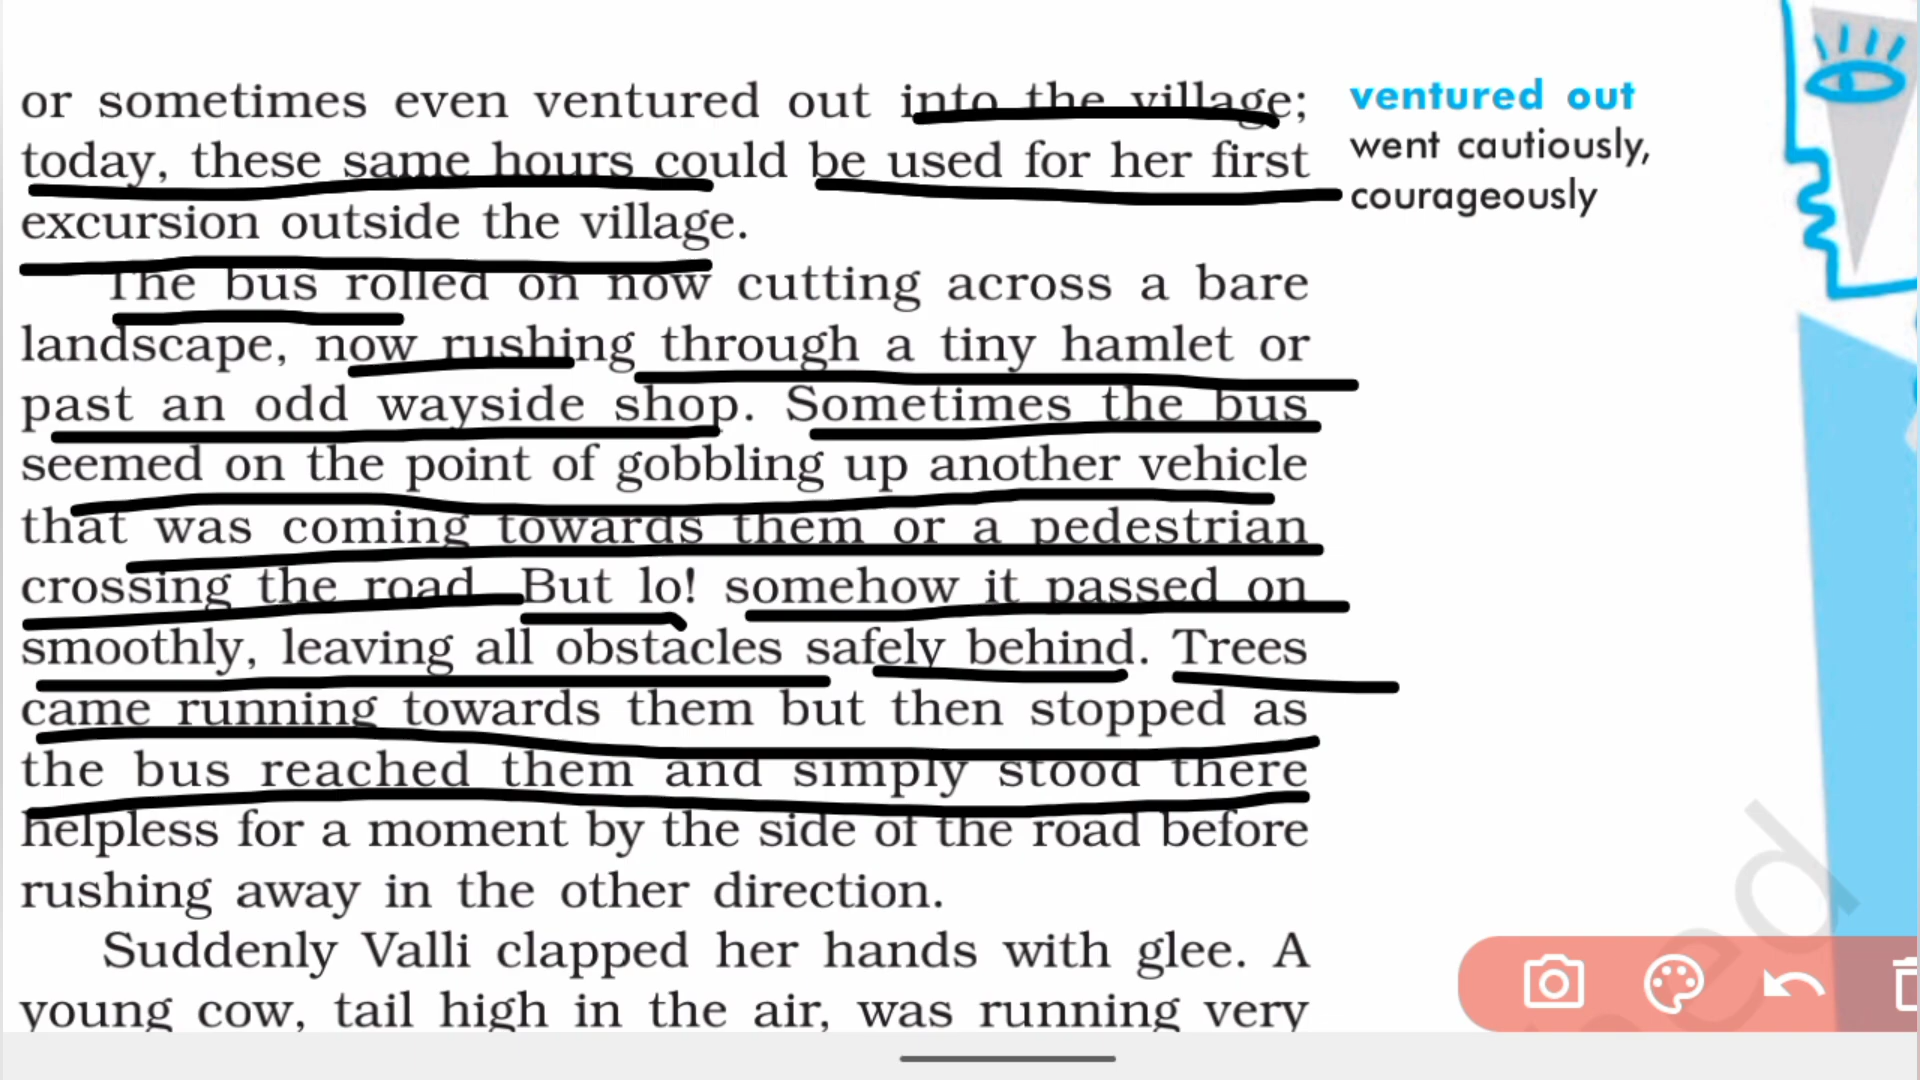 or sometimes even ventured out into the village;
today, these same hours could be used for her first
excursion outside the village.
The bus rolled on now cutting across a bare
landscape, now rushing through a tiny hamlet or
past an odd wayside shop. Sometimes the bus
seemed on the point of gobbling up another vehicle
that was coming towards them or a pedestrian
crossing the road. But lo! somehow it passed on
smoothly, leaving all obstacles safely behind. Trees
came running towards them but then stopped as
the bus reached them and simply stood there
helpless for a moment by the side of the road before
rushing away in the other direction.
Suddenly Valli clapped her hands with glee. A
young cow, tail high in the air, was running very
ventured out
went cautiously,
courageously